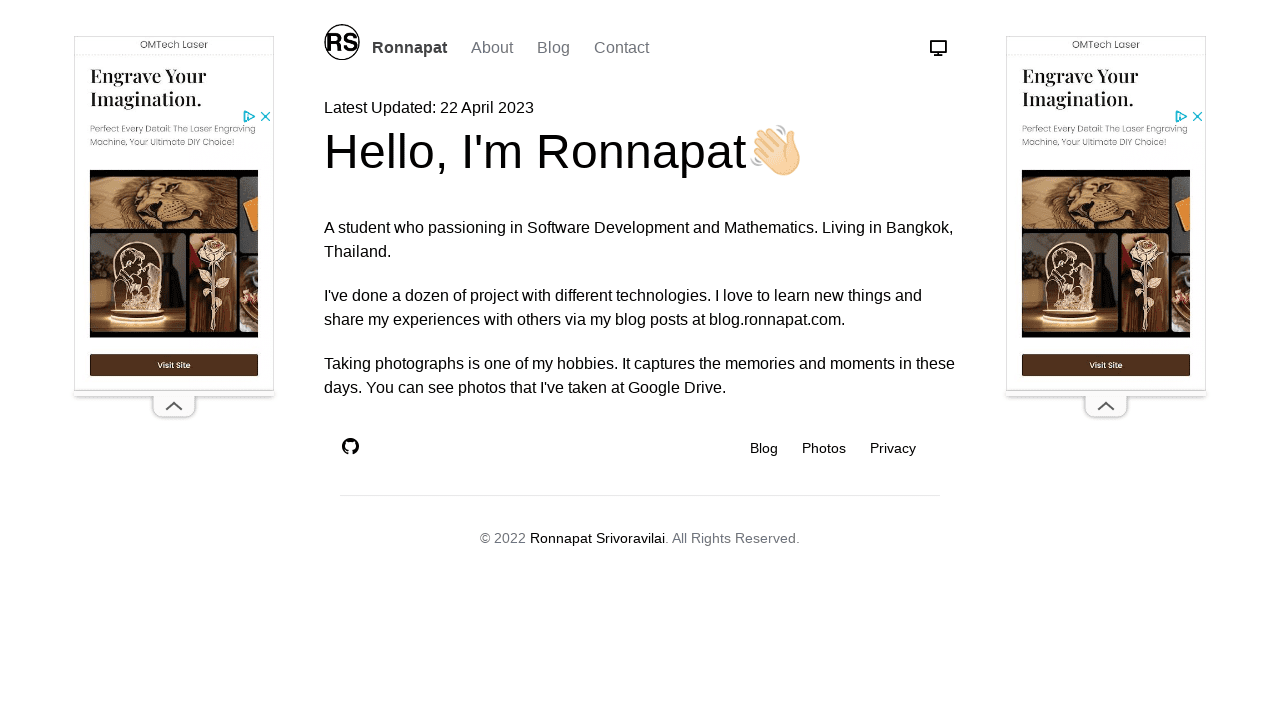 RS
Ronnapat About Blog Contact
Latest Updated: 22 April 2023
Hello, I'm Ronnapat
A student who passioning in Software Development and Mathematics. Living in Bangkok,
Thailand.
I've done a dozen of project with different technologies. I love to learn new things and
share my experiences with others via my blog posts at blog.ronnapat.com.
Taking photographs is one of my hobbies. It captures the memories and moments in these
days. You can see photos that I've taken at Google Drive.
Blog Photos Privacy
© 2022 Ronnapat Srivoravilai. All Rights Reserved.
OMTech Laser
Engrave Your
Imagination.
Perfect Every Detail: The Laser Engraving
Machine, Your Ultimate DIY Choice!
Visit Site
OMTech Laser
Engrave Your
Imagination.
Perfect Every Detail: The Laser Engraving
Machine, Your Ultimate DIY Choice!
Visit Site